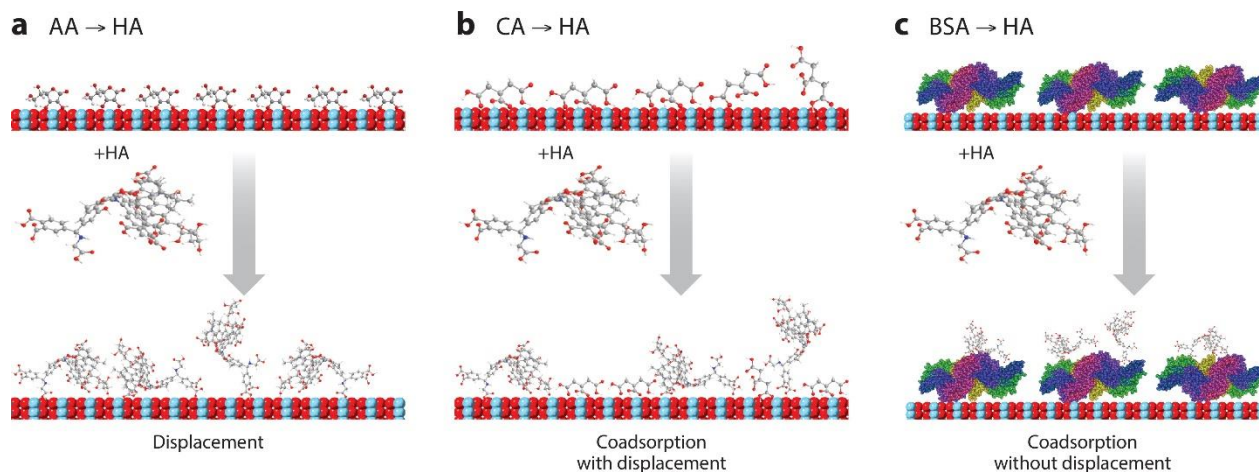 a AA → HA
+HA
Displacement
b CA → HA
+HA
Coadsorption
with displacement
c BSA → HA
+HA
Coadsorption
without displacement